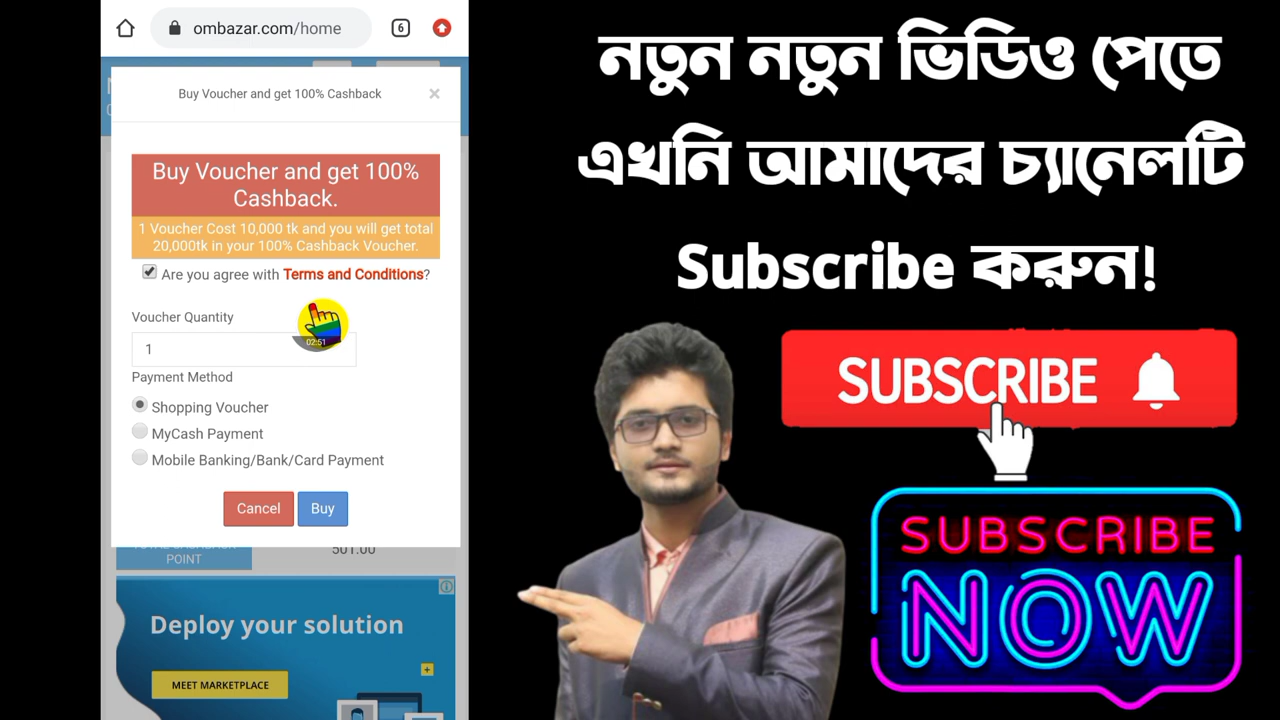 ombazar.com/home
6
Buy Voucher and get 100% Cashback
×
Buy Voucher and get 100%
Cashback.
1 Voucher Cost 10,000 tk and you will get total
20,000tk in your 100% Cashback Voucher.
Are you agree with Terms and Conditions?
Voucher Quantity
02:51
1
Payment Method
Shopping Voucher
MyCash Payment
Mobile Banking/Bank/Card Payment
Cancel
Buy
POINT
501.00
Deploy your solution
MEET MARKETPLACE
নতুন নতুন ভিডিও পেতে
এখনি আমাদের চ্যানেলটি
Subscribe করুন!
SUBSCRIBE
SUBSCRIBE
NOW